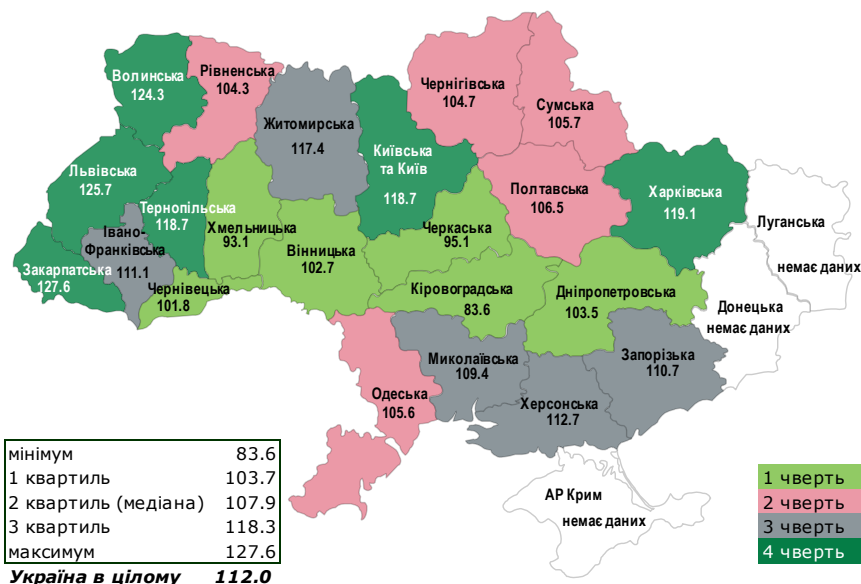 Волинська
124.3
Рівненська
104.3
Житомирська
117.4
Київська
та Київ
118.7
Чернігівська
104.7
Сумська
105.7
Львівська
125.7
Тернопільська
118.7
Хмельницька
93.1
Івано-
Франківська
111.1
Закарпатська
127.6
Чернівецька
101.8
Вінницька
102.7
Черкаська
95.1
Полтавська
106.5
Харківська
119.1
Луганська
немає даних
Донецька
немає даних
Кіровоградська
83.6
Дніпропетровська
103.5
Миколаївська
109.4
Запорізька
110.7
Одеська
105.6
Херсонська
112.7
АР Крим
немає даних
мінімум 83.6
1 квартиль 103.7
2 квартиль (медіана) 107.9
3 квартиль 118.3
максимум 127.6
Україна в цілому 112.0
1 чверть
2 чверть
3 чверть
4 чверть